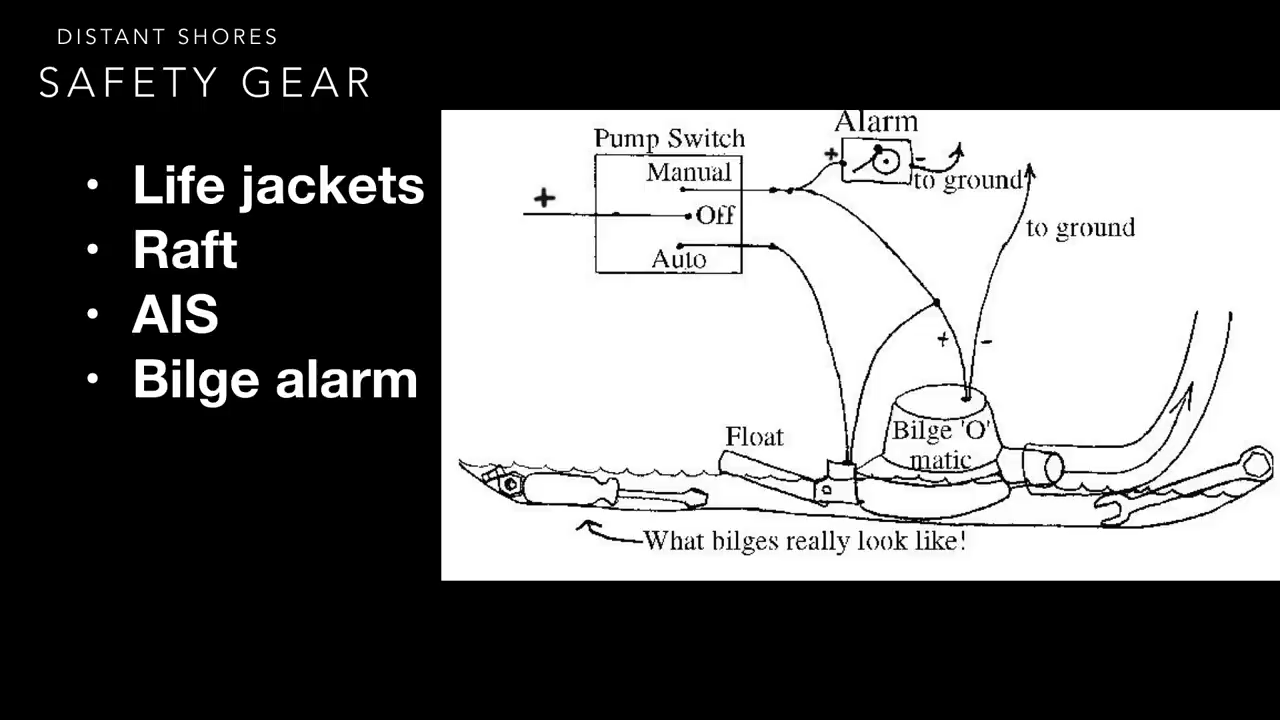 DISTANT SHORES
SAFETY GEAR
• Life jackets
• Raft
• AIS
• Bilge alarm
Alarm
Pump Switch
Manual
+
-
to ground
+
Off
to ground
Auto
+
-
Float
Bilge 'O'
matic
What bilges really look like!